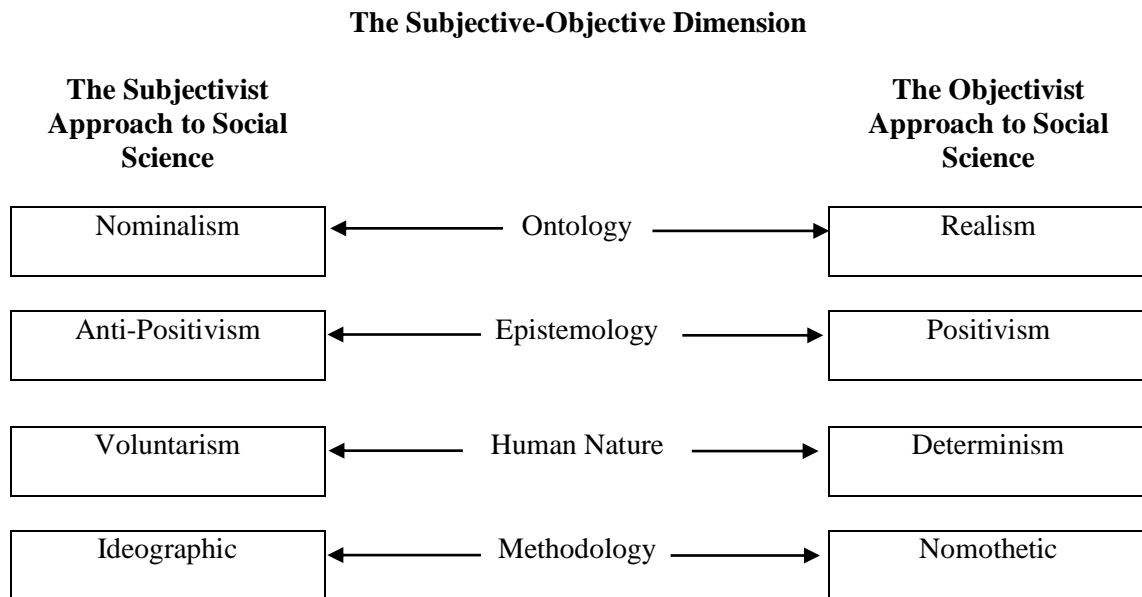 The Subjective-Objective Dimension
The Subjectivist
Approach to Social
Science
The Objectivist
Approach to Social
Science
Nominalism Ontology Realism
Anti-Positivism Epistemology Positivism
Voluntarism Human Nature Determinism
Ideographic Methodology Nomothetic